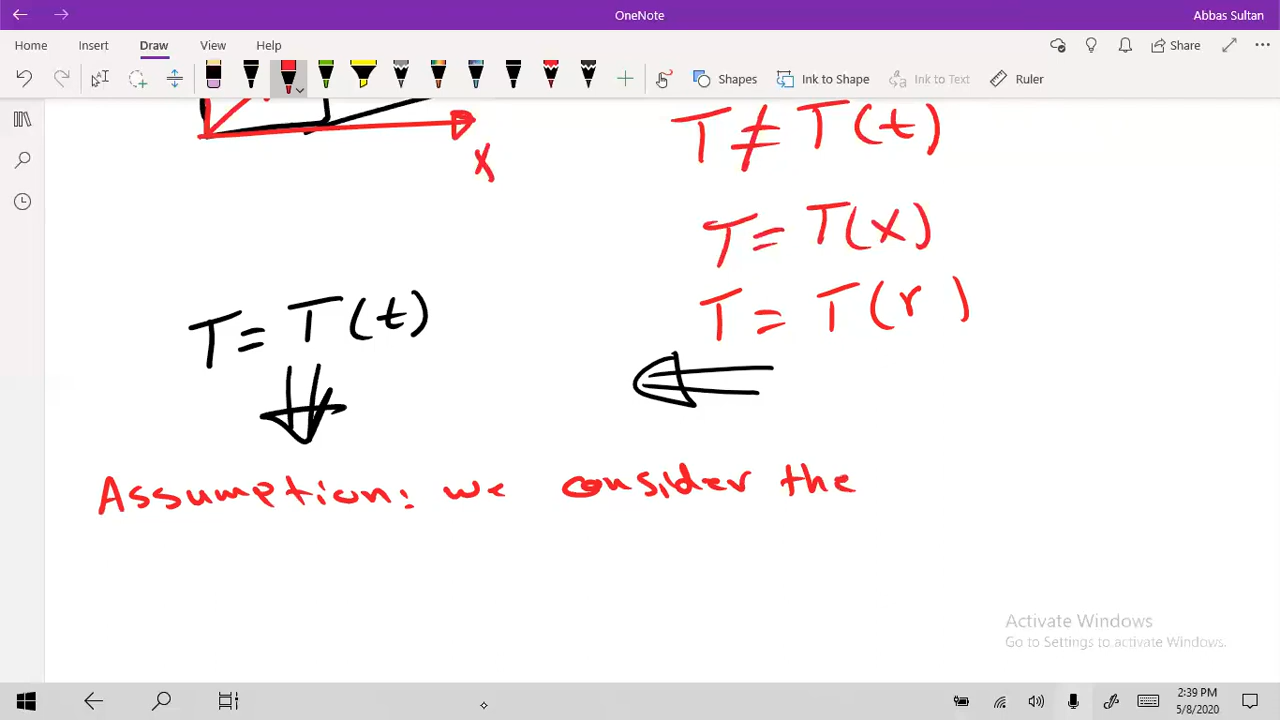 OneNote
Abbas Sultan
Home Insert Draw View Help
Share
Shapes Ink to Shape Ink to Text Ruler
X
T ≠ T(t)
T = T(x)
T = T(r )
T = T(t)
Assumption: we consider the
Activate Windows
Go to Settings to activate Windows.
2:39 PM
5/8/2020